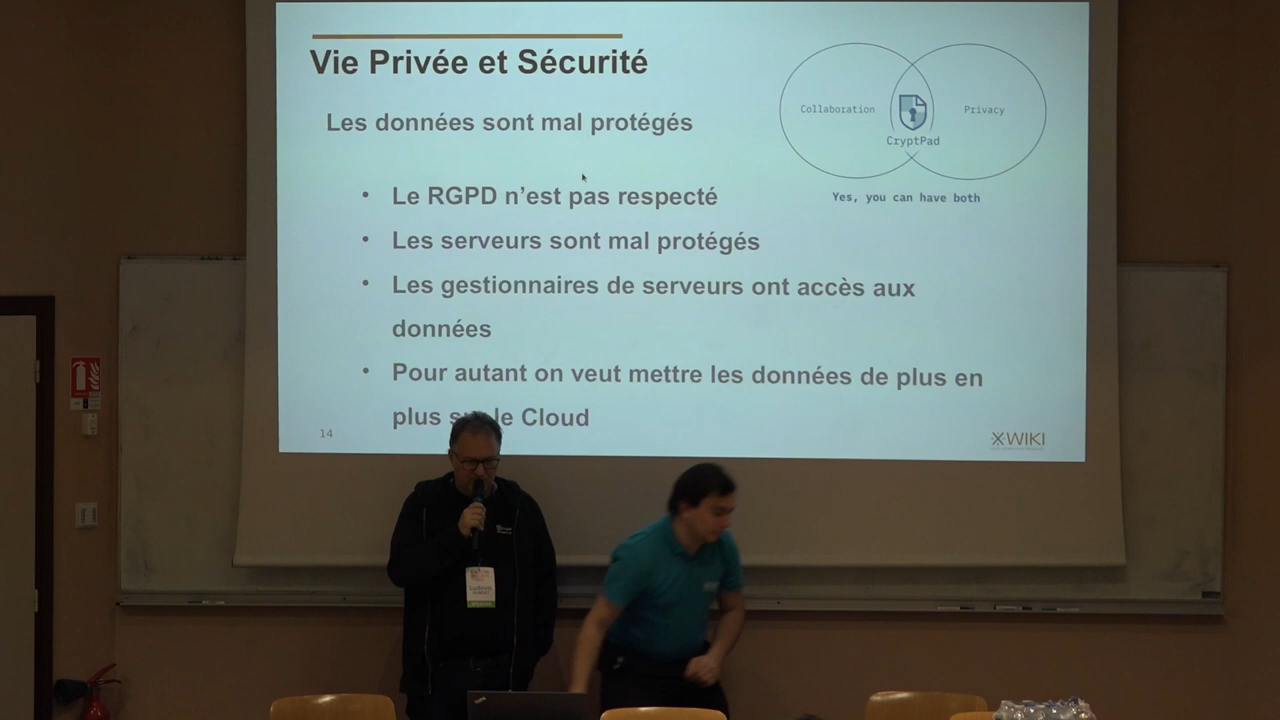 Vie Privée et Sécurité
Les données sont mal protégés
• Le RGPD n'est pas respecté
• Les serveurs sont mal protégés
• Les gestionnaires de serveurs ont accès aux
données
• Pour autant on veut mettre les données de plus en
plus le Cloud
14
Collaboration
Privacy
CryptPad
Yes, you can have both
XWIKI